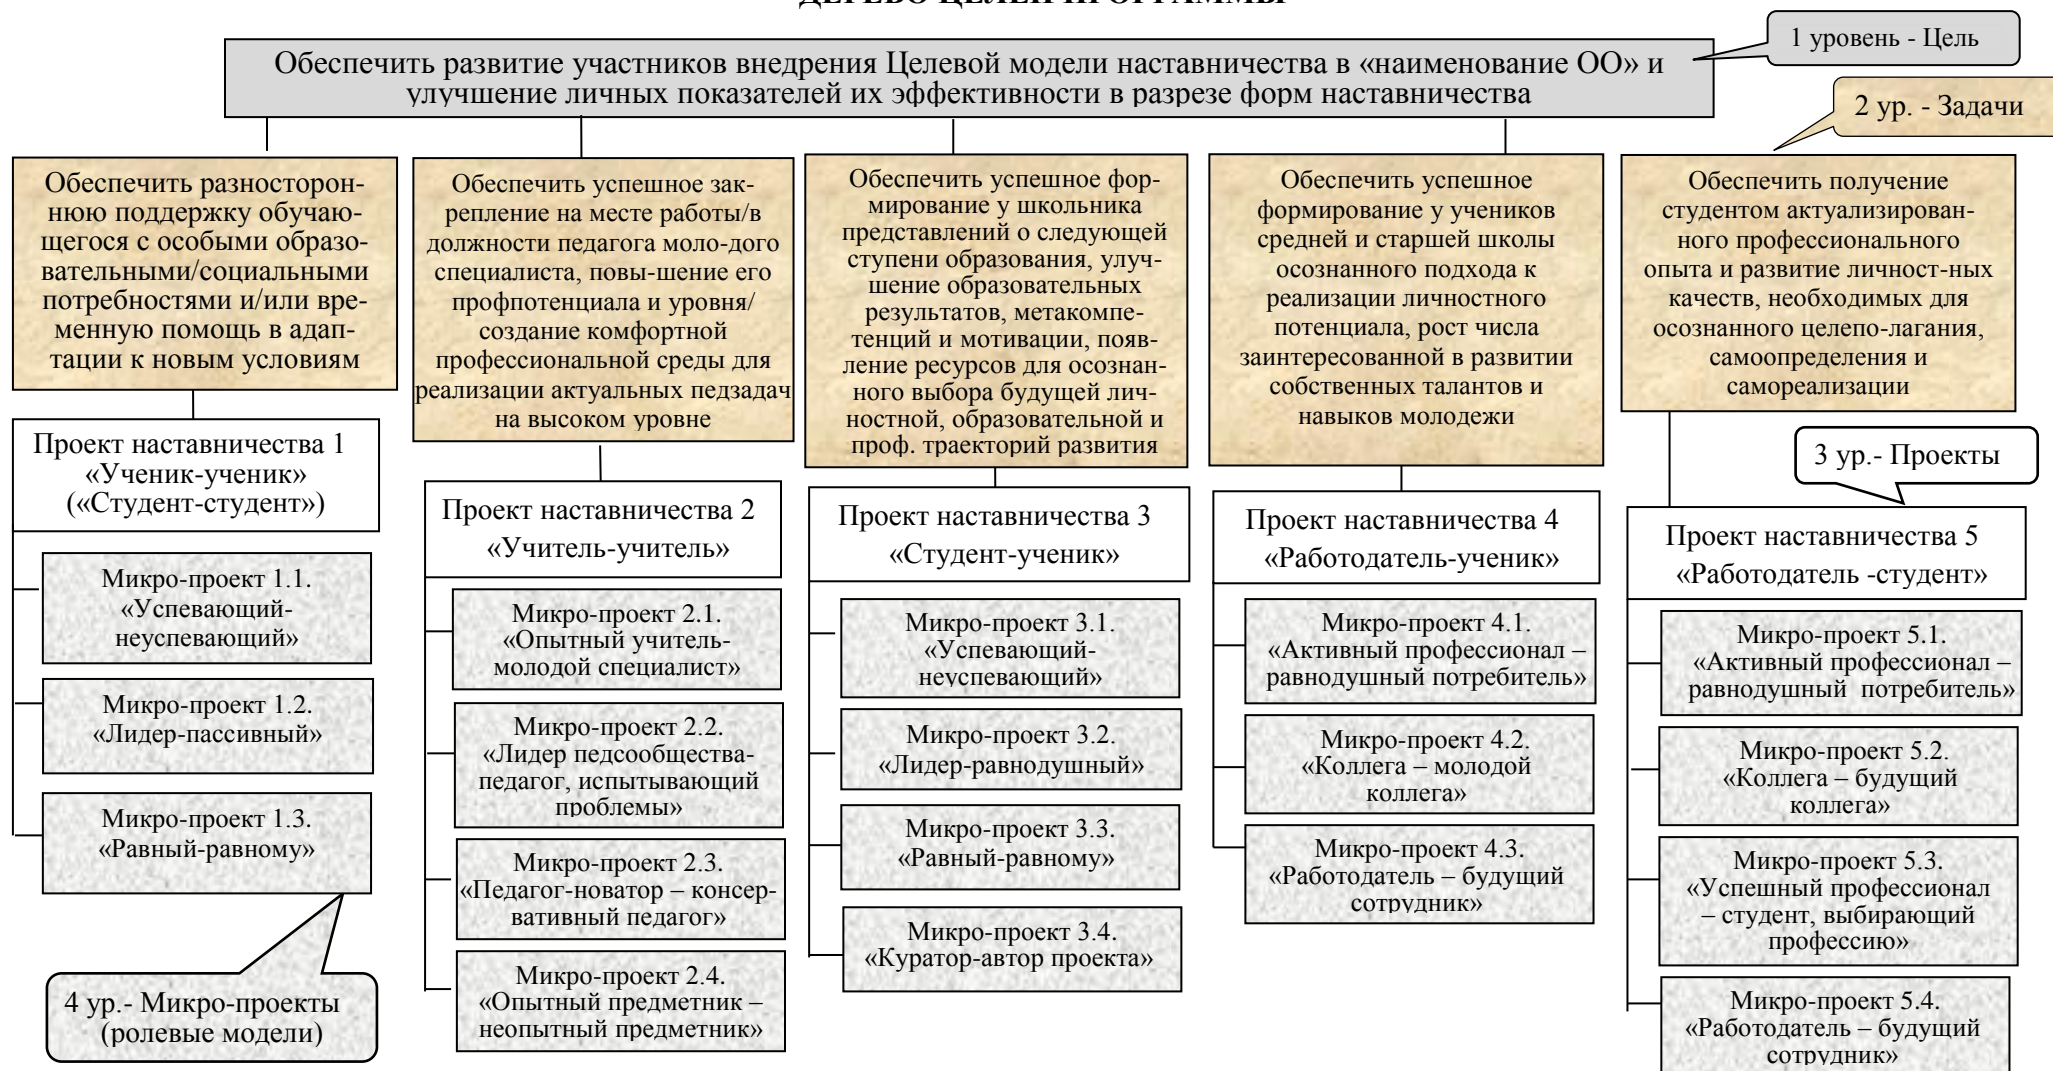 ДЕРЕВО ЦЕЛЕЙ ПРОГРАММЫ
1 уровень - Цель
Обеспечить развитие участников внедрения Целевой модели наставничества в «наименование ОО» и
улучшение личных показателей их эффективности в разрезе форм наставничества
2 ур. - Задачи
Обеспечить разносторон-
нюю поддержку обучаю-
щегося с особыми образо-
вательными/социальными
потребностями и/или вре-
менную помощь в адап-
тации к новым условиям
Обеспечить успешное зак-
репление на месте работы/в
должности педагога моло-дого
специалиста, повы-шение его
профпотенциала и уровня/
создание комфортной
профессиональной среды для
реализации актуальных педзадач
на высоком уровне
Обеспечить успешное фор-
мирование у школьника
представлений о следующей
ступени образования, улуч-
шение образовательных
результатов, метакомпе-
тенций и мотивации, появ-
ление ресурсов для осознан-
ного выбора будущей лич-
ностной, образовательной и
проф. траекторий развития
Обеспечить успешное
формирование у учеников
средней и старшей школы
осознанного подхода к
реализации личностного
потенциала, рост числа
заинтересованной в развитии
собственных талантов и
навыков молодежи
Обеспечить получение
студентом актуализирован-
ного профессионального
опыта и развитие личност-ных
качеств, необходимых для
осознанного целепо-лагания,
самоопределения и
самореализации
3 ур.- Проекты
Проект наставничества 1
«Ученик-ученик»
(«Студент-студент»)
Микро-проект 1.1.
«Успевающий-
неуспевающий»
Микро-проект 1.2.
«Лидер-пассивный»
Микро-проект 1.3.
«Равный-равному»
4 ур.- Микро-проекты
(ролевые модели)
Проект наставничества 2
«Учитель-учитель»
Микро-проект 2.1.
«Опытный учитель-
молодой специалист»
Микро-проект 2.2.
«Лидер педсообщества-
педагог, испытывающий
проблемы»
Микро-проект 2.3.
«Педагог-новатор – консер-
вативный педагог»
Микро-проект 2.4.
«Опытный предметник –
неопытный предметник»
Проект наставничества 3
«Студент-ученик»
Микро-проект 3.1.
«Успевающий-
неуспевающий»
Микро-проект 3.2.
«Лидер-равнодушный»
Микро-проект 3.3.
«Равный-равному»
Микро-проект 3.4.
«Куратор-автор проекта»
Проект наставничества 4
«Работодатель-ученик»
Микро-проект 4.1.
«Активный профессионал –
равнодушный потребитель»
Микро-проект 4.2.
«Коллега – молодой
коллега»
Микро-проект 4.3.
«Работодатель – будущий
сотрудник»
Проект наставничества 5
«Работодатель -студент»
Микро-проект 5.1.
«Активный профессионал –
равнодушный потребитель»
Микро-проект 5.2.
«Коллега – будущий
коллега»
Микро-проект 5.3.
«Успешный профессионал
– студент, выбирающий
профессию»
Микро-проект 5.4.
«Работодатель – будущий
сотрудник»